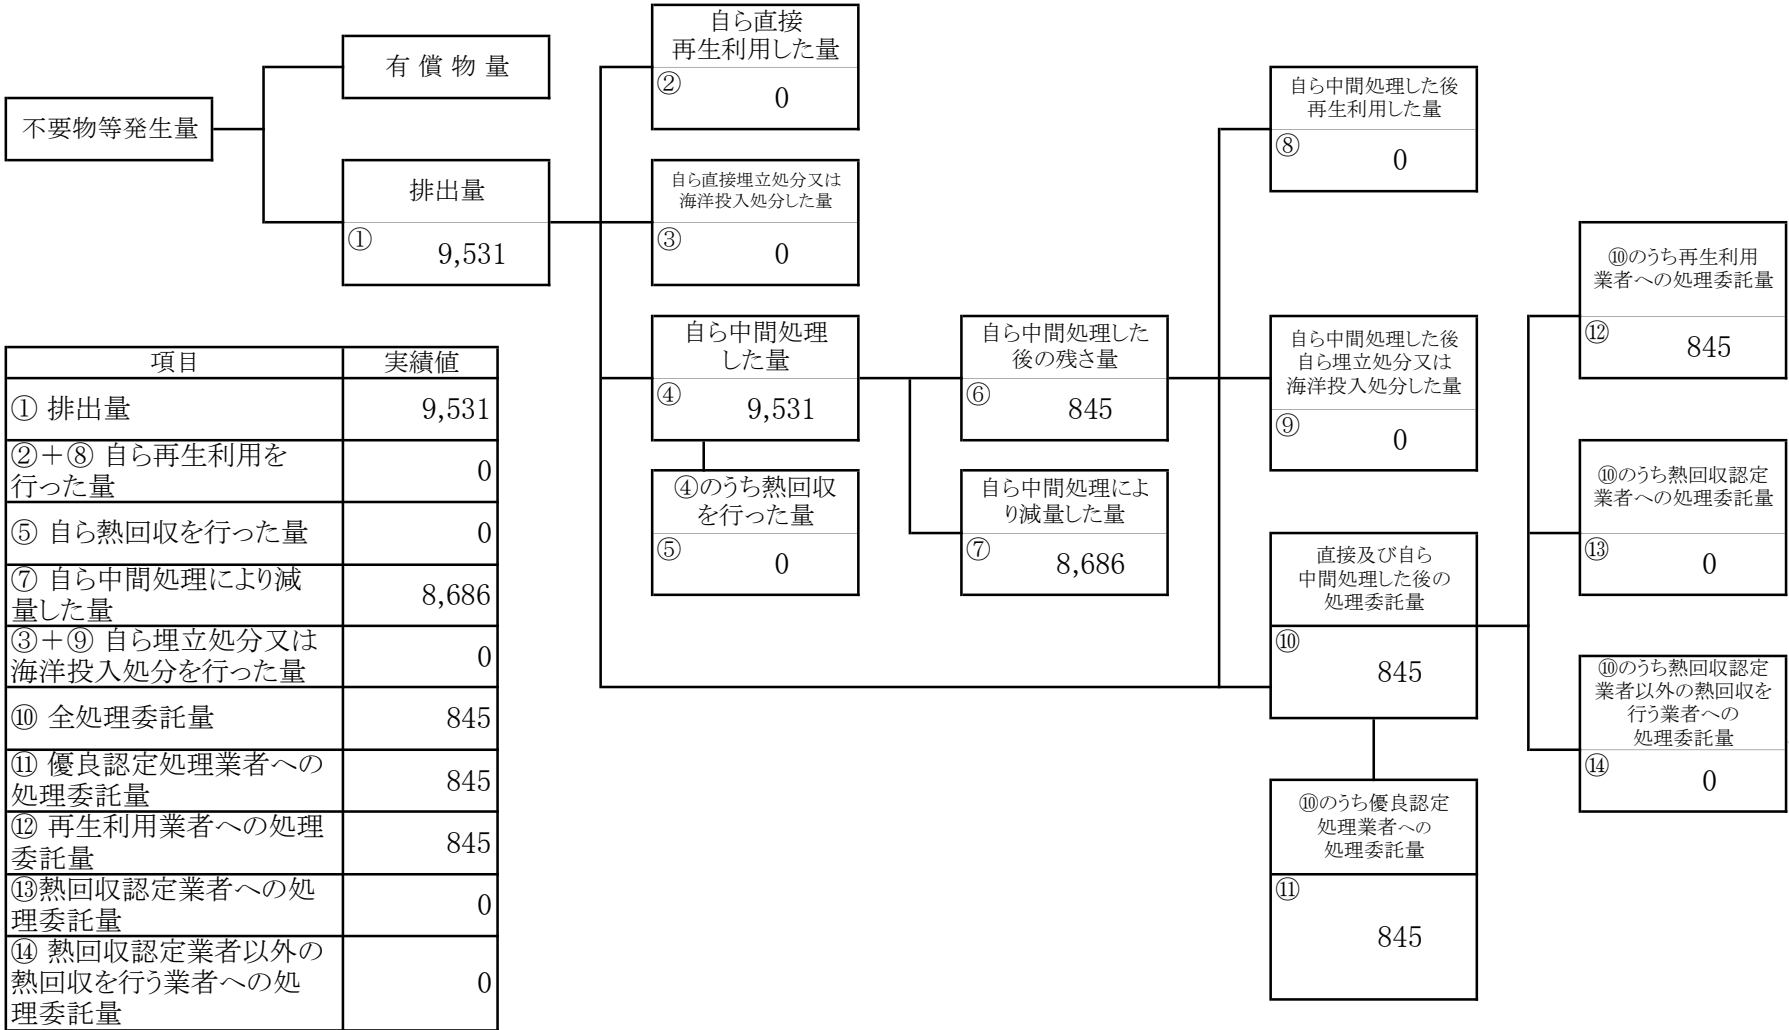 不要物等発生量
有 償 物 量
排出量
①
9,531
自ら直接
再生利用した量
②
0
自ら直接埋立処分又は
海洋投入処分した量
③
0
自ら中間処理
した量
④
9,531
④のうち熱回収
を行った量
⑤
0
自ら中間処理した
後の残さ量
⑥
845
自ら中間処理によ
り減量した量
⑦
8,686
自ら中間処理した後
再生利用した量
⑧
0
自ら中間処理した後
自ら埋立処分又は
海洋投入処分した量
⑨
0
直接及び自ら
中間処理した後の
処理委託量
⑩
845
⑩のうち優良認定
処理業者への
処理委託量
⑪
845
⑩のうち再生利用
業者への処理委託量
⑫
845
⑩のうち熱回収認定
業者への処理委託量
⑬
0
⑩のうち熱回収認定
業者以外の熱回収を
行う業者への
処理委託量
⑭
0
項目 実績値
① 排出量 9,531
②＋⑧ 自ら再生利用を
行った量 0
⑤ 自ら熱回収を行った量 0
⑦ 自ら中間処理により減
量した量 8,686
③＋⑨ 自ら埋立処分又は
海洋投入処分を行った量 0
⑩ 全処理委託量 845
⑪ 優良認定処理業者への
処理委託量 845
⑫ 再生利用業者への処理
委託量 845
⑬熱回収認定業者への処
理委託量 0
⑭ 熱回収認定業者以外の
熱回収を行う業者への処
理委託量 0